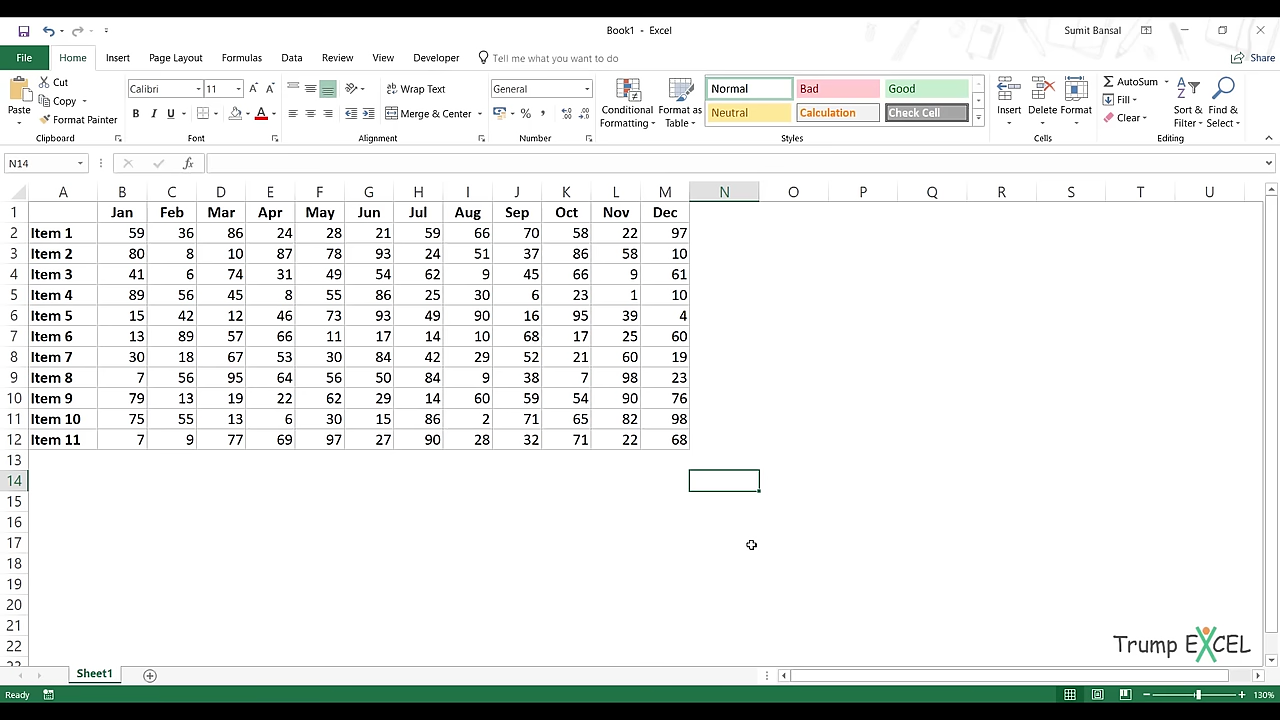 Book1 - Excel
Sumit Bansal
File Home Insert Page Layout Formulas Data Review View Developer Tell me what you want to do Share
Paste
Cut
Copy
Format Painter
Clipboard
Calibri 11
B I U
Font
Wrap Text
Merge & Center
Alignment
General
%
Number
Conditional Formatting
Format as Table
Normal Bad Good
Neutral Calculation Check Cell
Styles
Insert Delete Format
Cells
AutoSum
Fill
Clear
Sort & Filter
Find & Select
Editing
N14 fx
A B C D E F G H I J K L M N O P Q R S T U
1 Jan Feb Mar Apr May Jun Jul Aug Sep Oct Nov Dec
2 Item 1 59 36 86 24 28 21 59 66 70 58 22 97
3 Item 2 80 8 10 87 78 93 24 51 37 86 58 10
4 Item 3 41 6 74 31 49 54 62 9 45 66 9 61
5 Item 4 89 56 45 8 55 86 25 30 6 23 1 10
6 Item 5 15 42 12 46 73 93 49 90 16 95 39 4
7 Item 6 13 89 57 66 11 17 14 10 68 17 25 60
8 Item 7 30 18 67 53 30 84 42 29 52 21 60 19
9 Item 8 7 56 95 64 56 50 84 9 38 7 98 23
10 Item 9 79 13 19 22 62 29 14 60 59 54 90 76
11 Item 10 75 55 13 6 30 15 86 2 71 65 82 98
12 Item 11 7 9 77 69 97 27 90 28 32 71 22 68
13
14
15
16
17
18
19
20
21
22
Trump EXCEL
Sheet1
Ready 130%